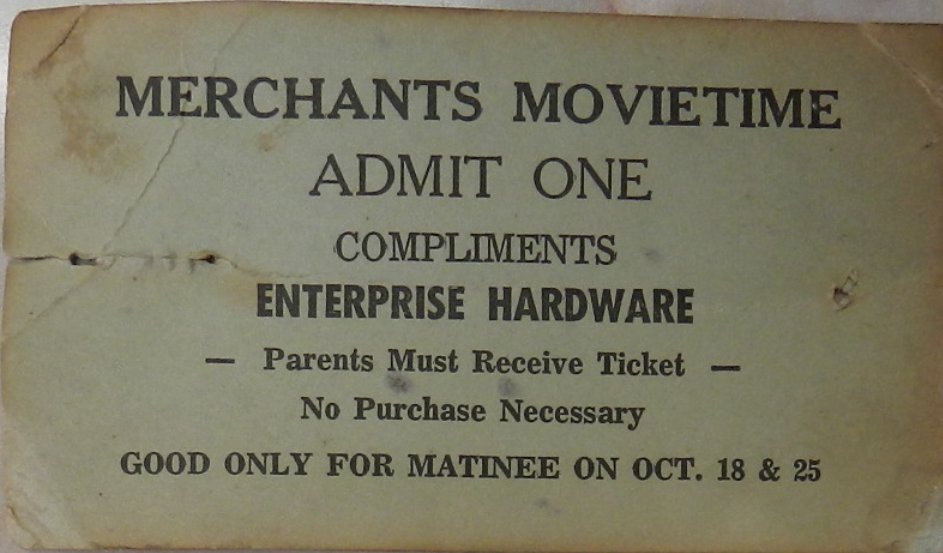 MERCHANTS MOVIETIME
ADMIT ONE
COMPLIMENTS
ENTERPRISE HARDWARE
— Parents Must Receive Ticket —
No Purchase Necessary
GOOD ONLY FOR MATINEE ON OCT. 18 & 25